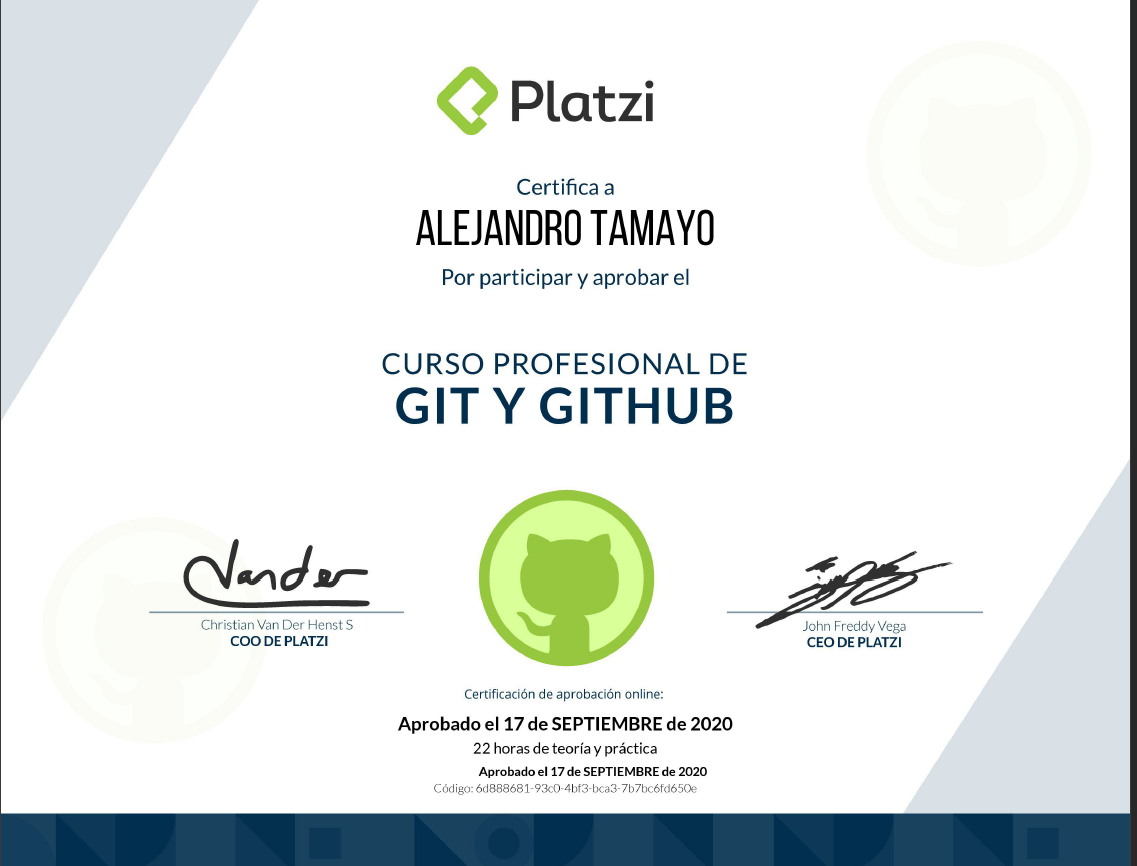 Platzi
Certifica a
ALEJANDRO TAMAYO
Por participar y aprobar el
CURSO PROFESIONAL DE
GIT Y GITHUB
Vander
Christian Van Der Henst S
COO DE PLATZI
John Freddy Vega
CEO DE PLATZI
Certificación de aprobación online:
Aprobado el 17 de SEPTIEMBRE de 2020
22 horas de teoría y práctica
Aprobado el 17 de SEPTIEMBRE de 2020
Código: 6d888681-93c0-4bf3-bca3-7b7bc6fd650e